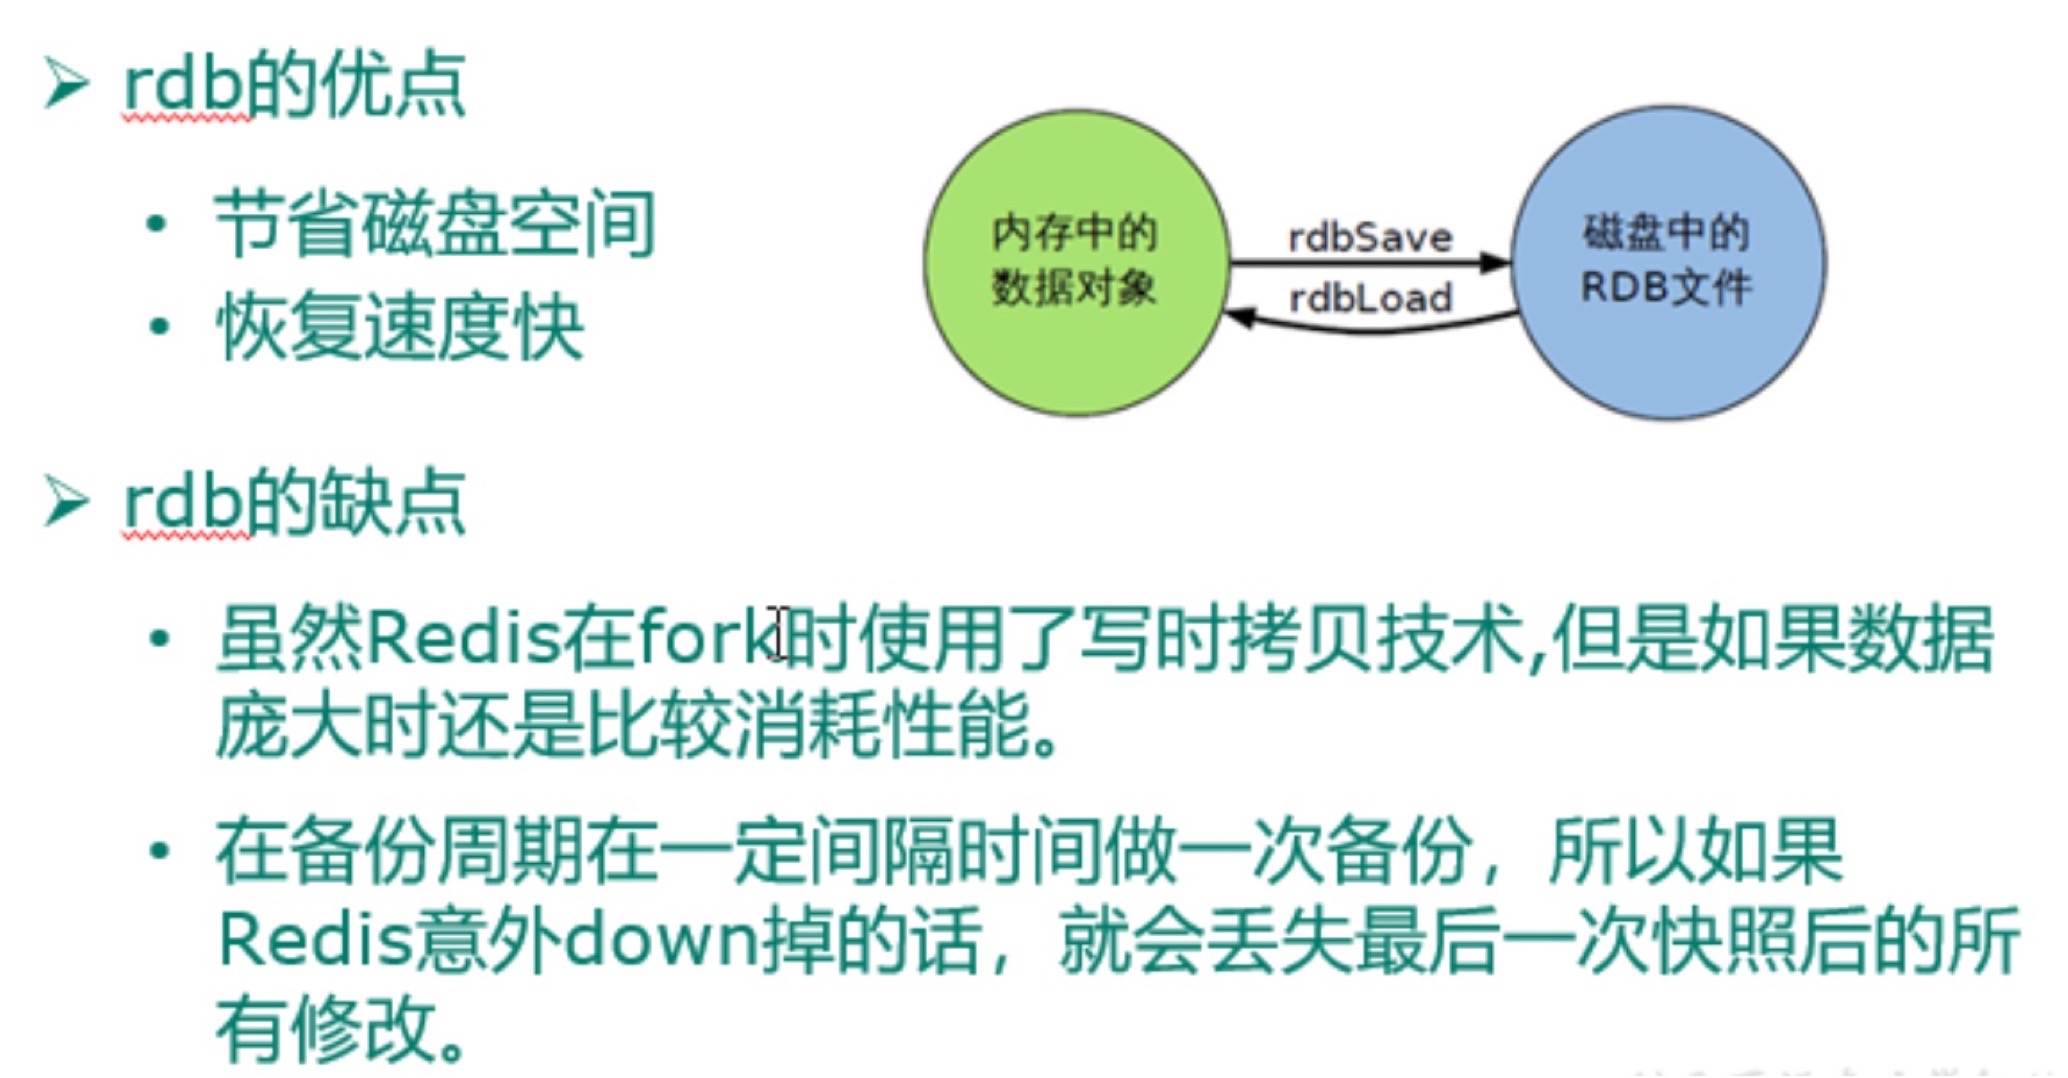 rdb的优点
节省磁盘空间
恢复速度快
内存中的
数据对象
rdbSave
rdbLoad
磁盘中的
RDB文件
rdb的缺点
虽然Redis在fork时使用了写时拷贝技术,但是如果数据
庞大时还是比较消耗性能。
在备份周期在一定间隔时间做一次备份，所以如果
Redis意外down掉的话，就会丢失最后一次快照后的所
有修改。